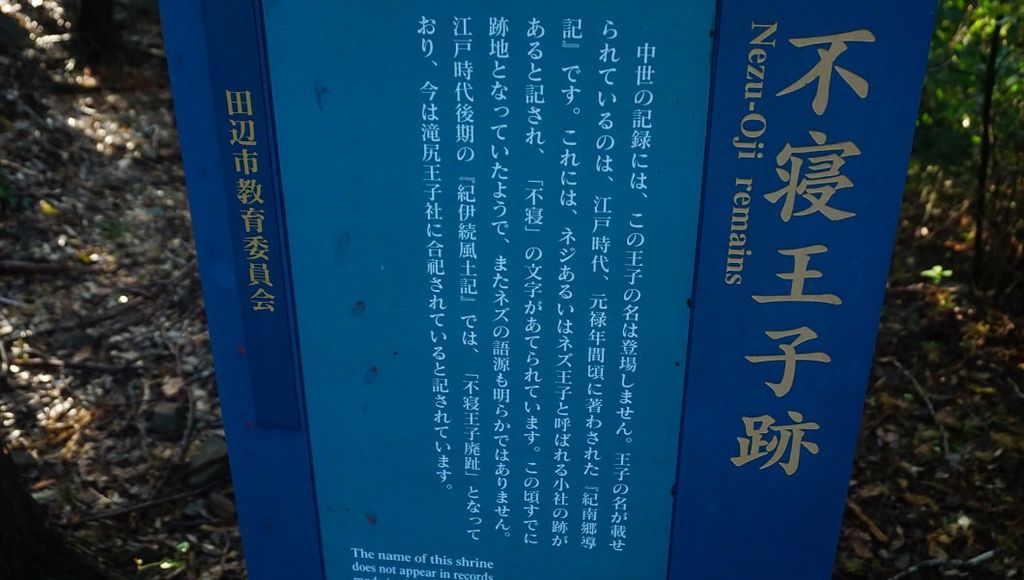 不寝王子跡
Nezu-Oji remains
中世の記録には、この王子の名は登場しません。王子の名が載せ
られているのは、江戸時代、元禄年間頃に著わされた『紀南郷導
記』です。これには、ネジあるいはネズ王子と呼ばれる小社の跡が
あると記され、「不寝」の文字があてられています。この頃すでに
跡地となっていたようで、またネズの語源も明らかではありません。
江戸時代後期の『紀伊続風土記』では、「不寝王子廃趾」となって
おり、今は滝尻王子社に合祀されていると記されています。
田辺市教育委員会
The name of this shrine
does not appear in records